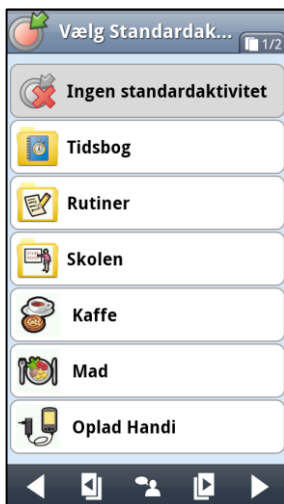 Vælg Standardak...
1/2
Ingen standardaktivitet
Tidsbog
Rutiner
Skolen
Kaffe
Mad
Oplad Handi